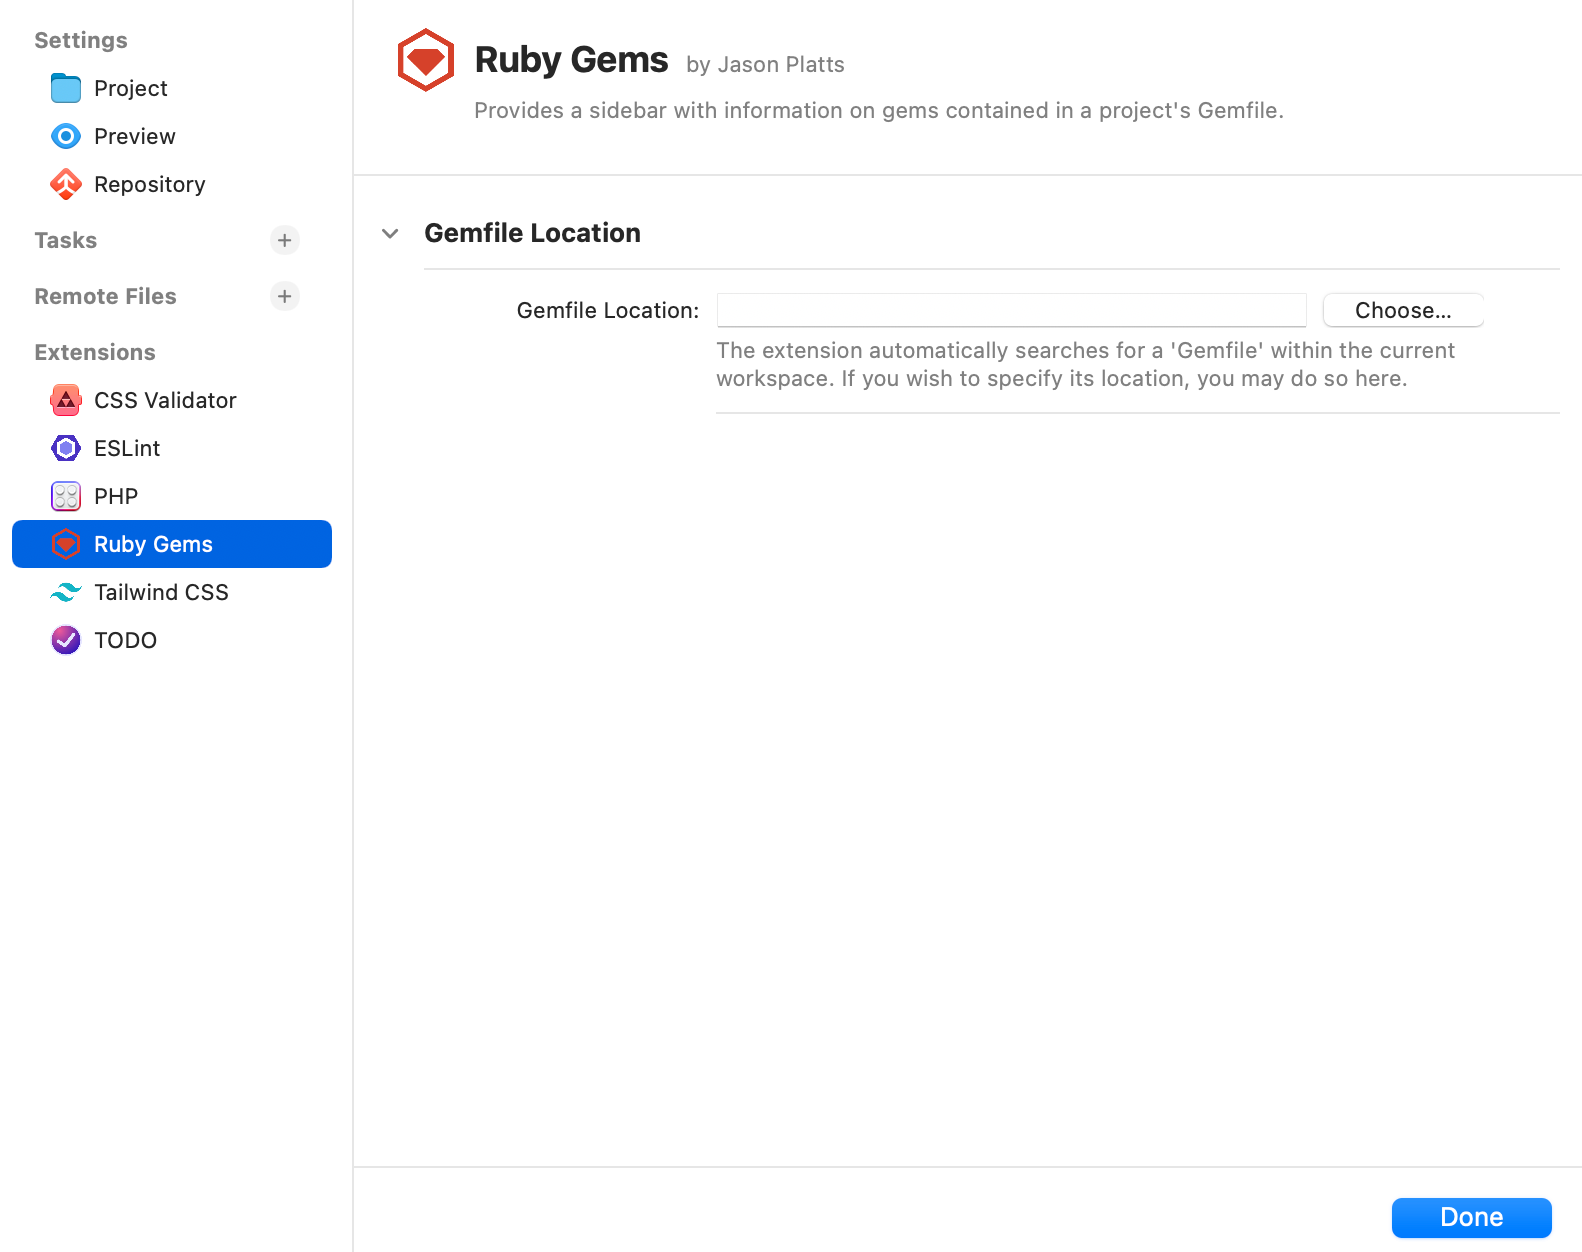 Settings
Project
Preview
Repository
Tasks
Remote Files
Extensions
CSS Validator
ESLint
PHP
Ruby Gems
Tailwind CSS
TODO
Ruby Gems by Jason Platts
Provides a sidebar with information on gems contained in a project's Gemfile.
Gemfile Location
Gemfile Location: Choose...
The extension automatically searches for a 'Gemfile' within the current
workspace. If you wish to specify its location, you may do so here.
Done